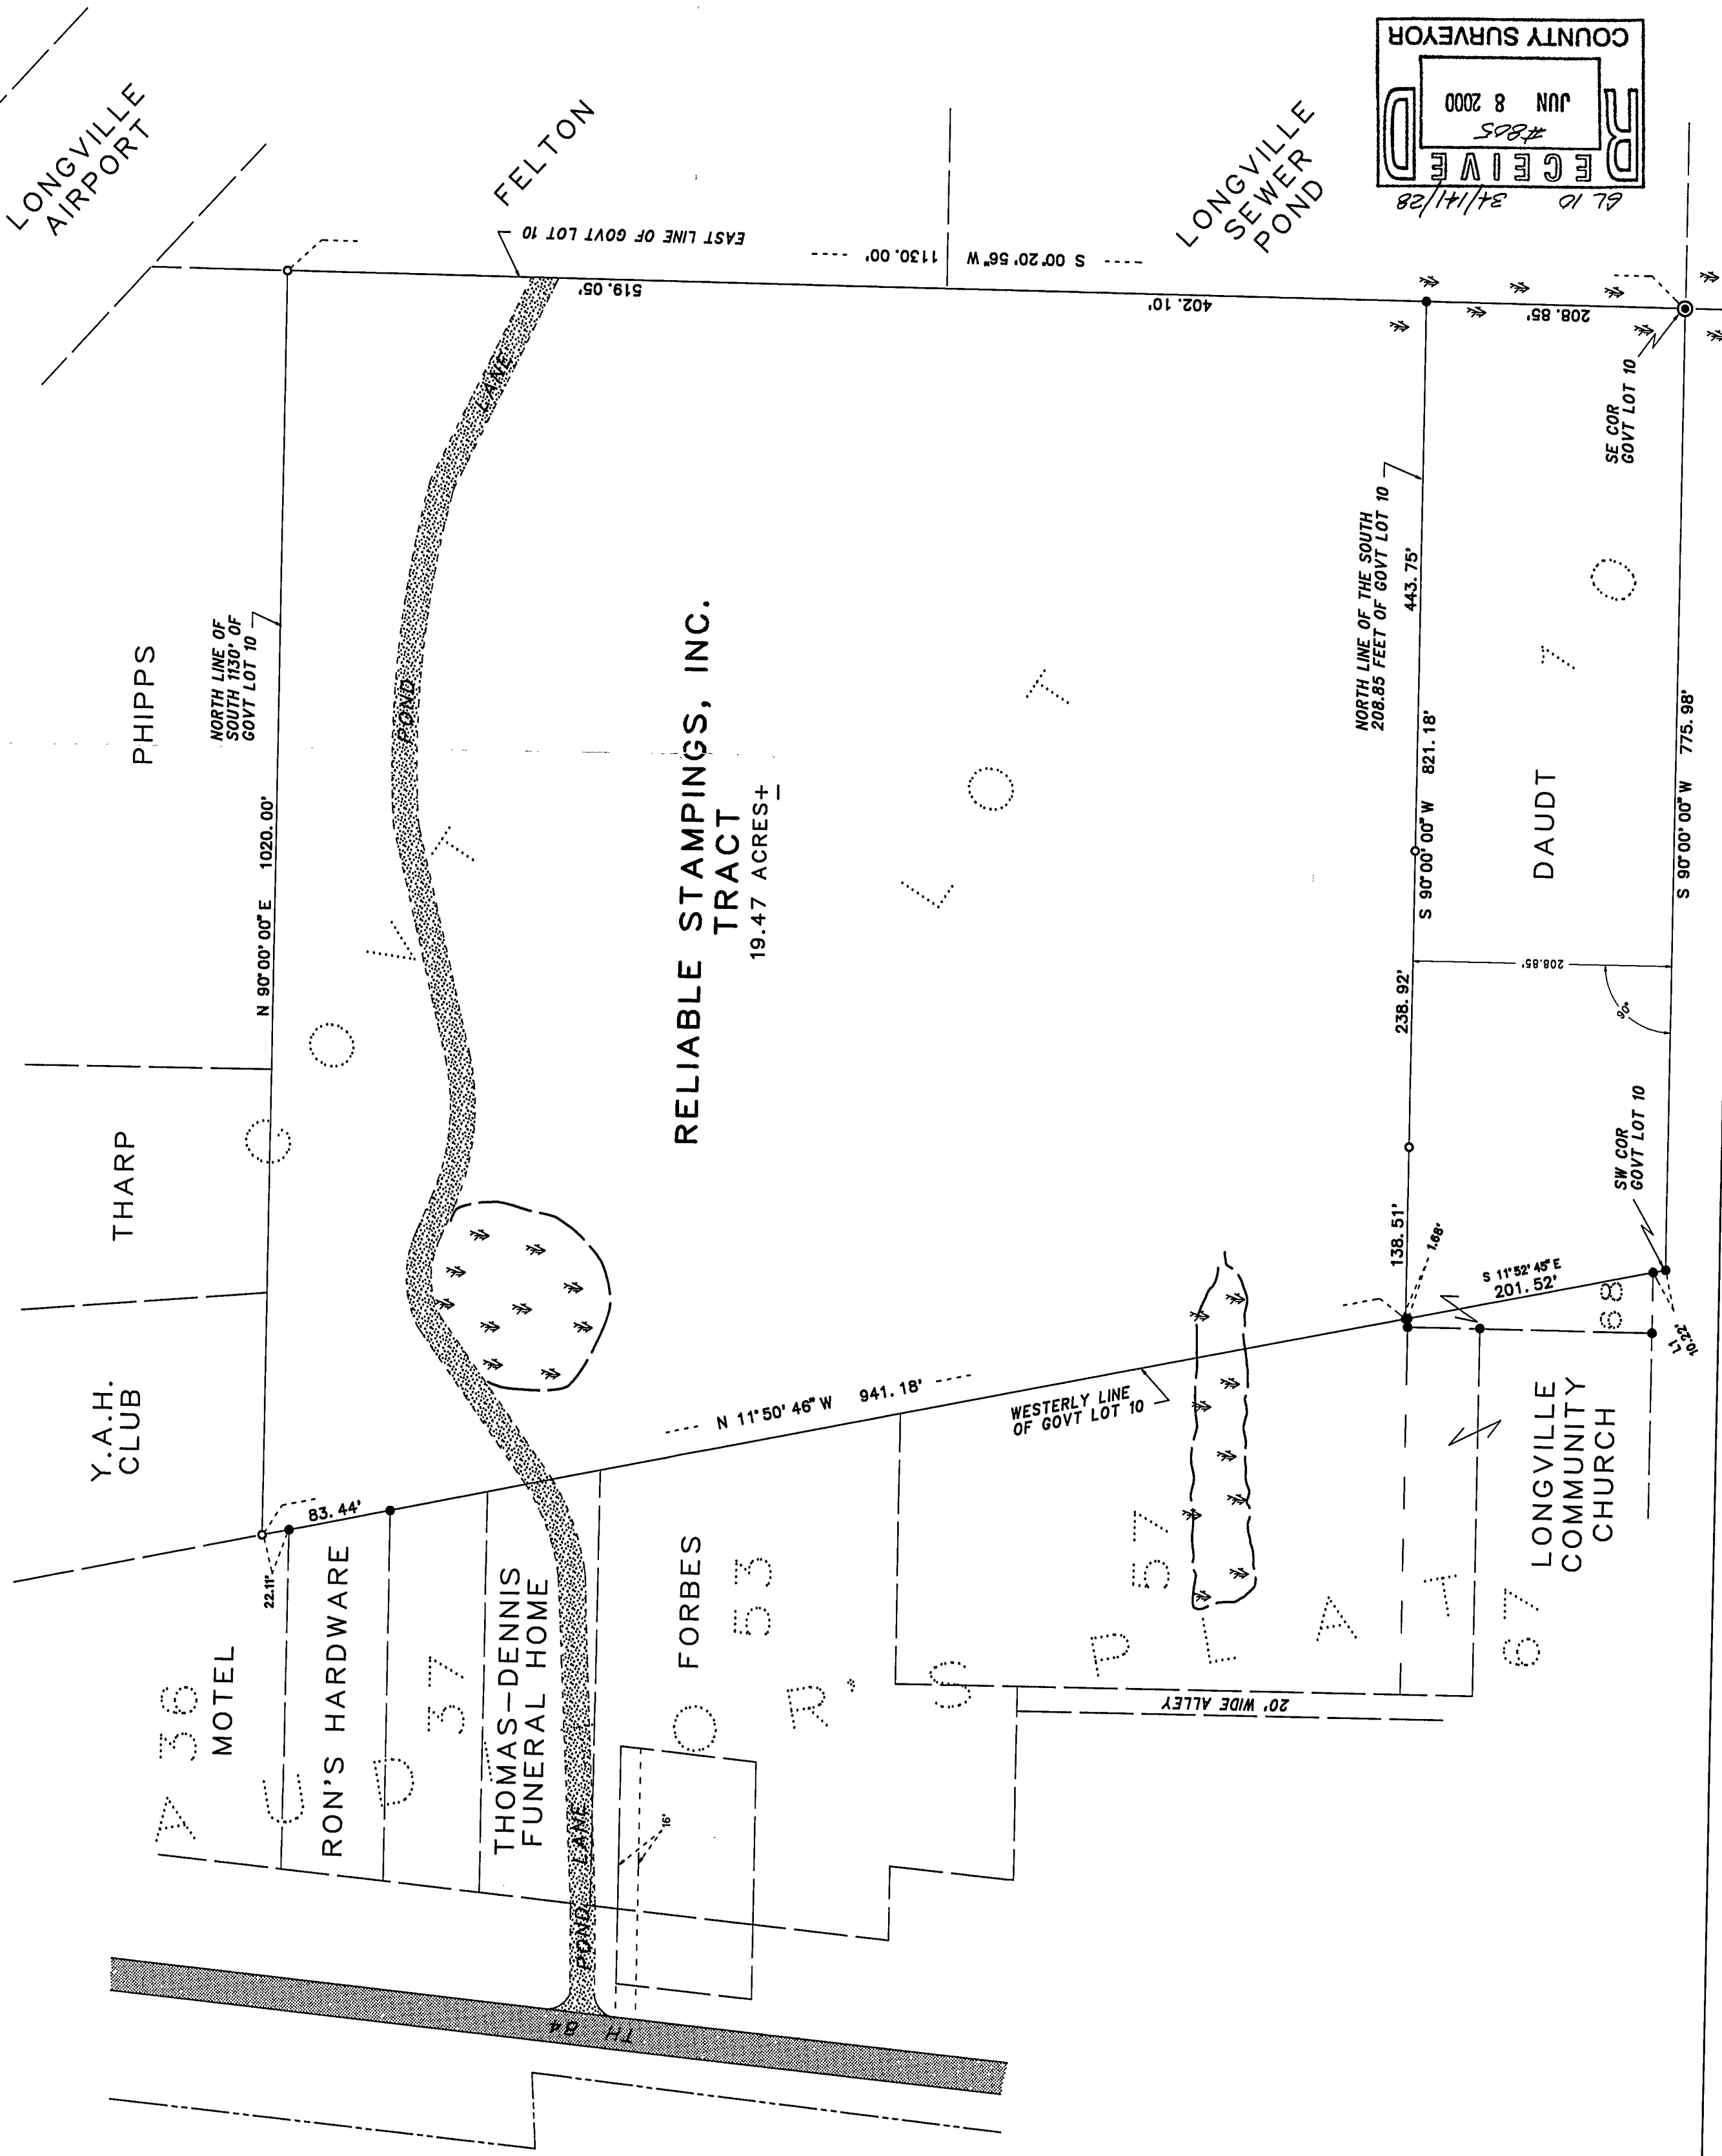 LONGVILLE
AIRPORT
FELTON
LONGVILLE
SEWER
POND
GL 10 34/141/28
RECEIVED
#805
JUN 8 2000
COUNTY SURVEYOR
EAST LINE OF GOVT LOT 10
S 00°20'56" W 1130.00'
519.05'
402.10'
208.85'
PHIPPS
NORTH LINE OF
SOUTH 1130' OF
GOVT LOT 10
N 90°00'00" E 1020.00'
THARP
Y.A.H.
CLUB
POND LANE
GOVT LOT 10
RELIABLE STAMPINGS, INC.
TRACT
19.47 ACRES±
NORTH LINE OF THE SOUTH
208.85 FEET OF GOVT LOT 10
443.75'
S 90°00'00" W 821.18'
238.92'
138.51'
1.68'
SE COR
GOVT LOT 10
DAUDT
208.85'
90°
S 90°00'00" W 775.98'
SW COR
GOVT LOT 10
S 11°52'45" E
201.52'
L1
10.22'
68
N 11°50'46" W 941.18'
WESTERLY LINE
OF GOVT LOT 10
83.44'
22.11'
36
MOTEL
RON'S HARDWARE
37
THOMAS-DENNIS
FUNERAL HOME
FORBES
53
57
LONGVILLE
COMMUNITY
CHURCH
67
AUDITOR'S PLAT
20' WIDE ALLEY
16'
POND LANE
TH 84